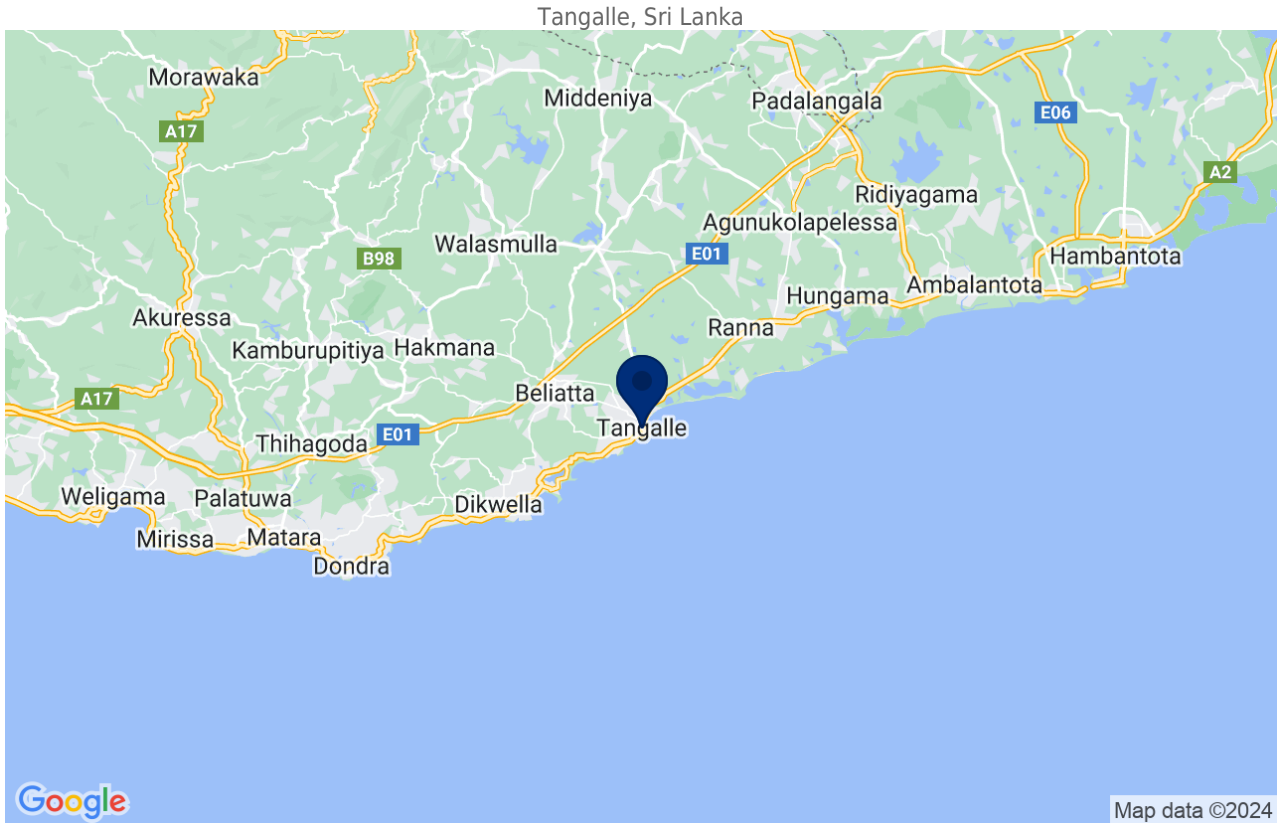 Tangalle, Sri Lanka
Morawaka
Middeniya
Padalangala
E06
A17
A2
Ridiyagama
Agunukolapelessa
Walasmulla
E01
B98
Hambantota
Ambalantota
Hungama
Akuressa
Ranna
Kamburupitiya
Hakmana
Beliatta
A17
Tangalle
E01
Thihagoda
Weligama
Palatuwa
Dikwella
Mirissa
Matara
Dondra
Google
Map data ©2024